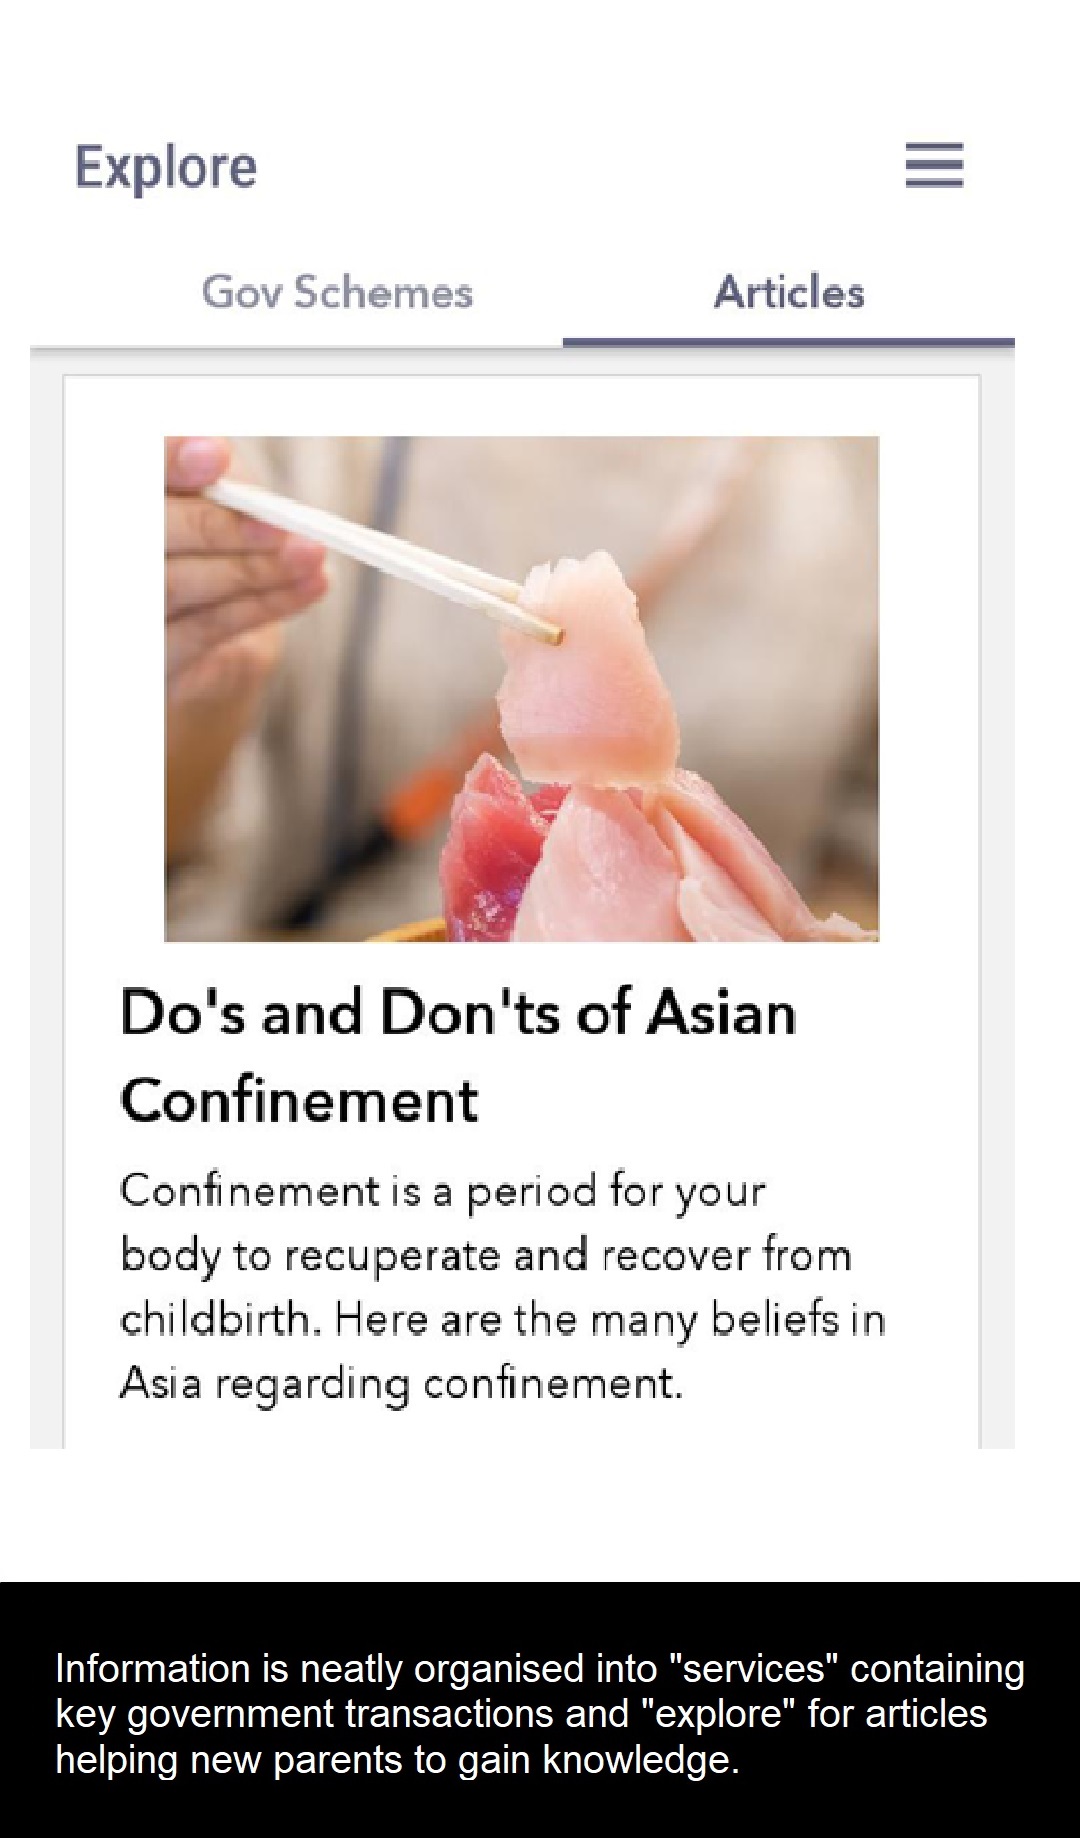 Explore
Gov Schemes
Articles
Do's and Don'ts of Asian
Confinement
Confinement is a period for your
body to recuperate and recover from
childbirth. Here are the many beliefs in
Asia regarding confinement.
Information is neatly organised into "services" containing
key government transactions and "explore" for articles
helping new parents to gain knowledge.